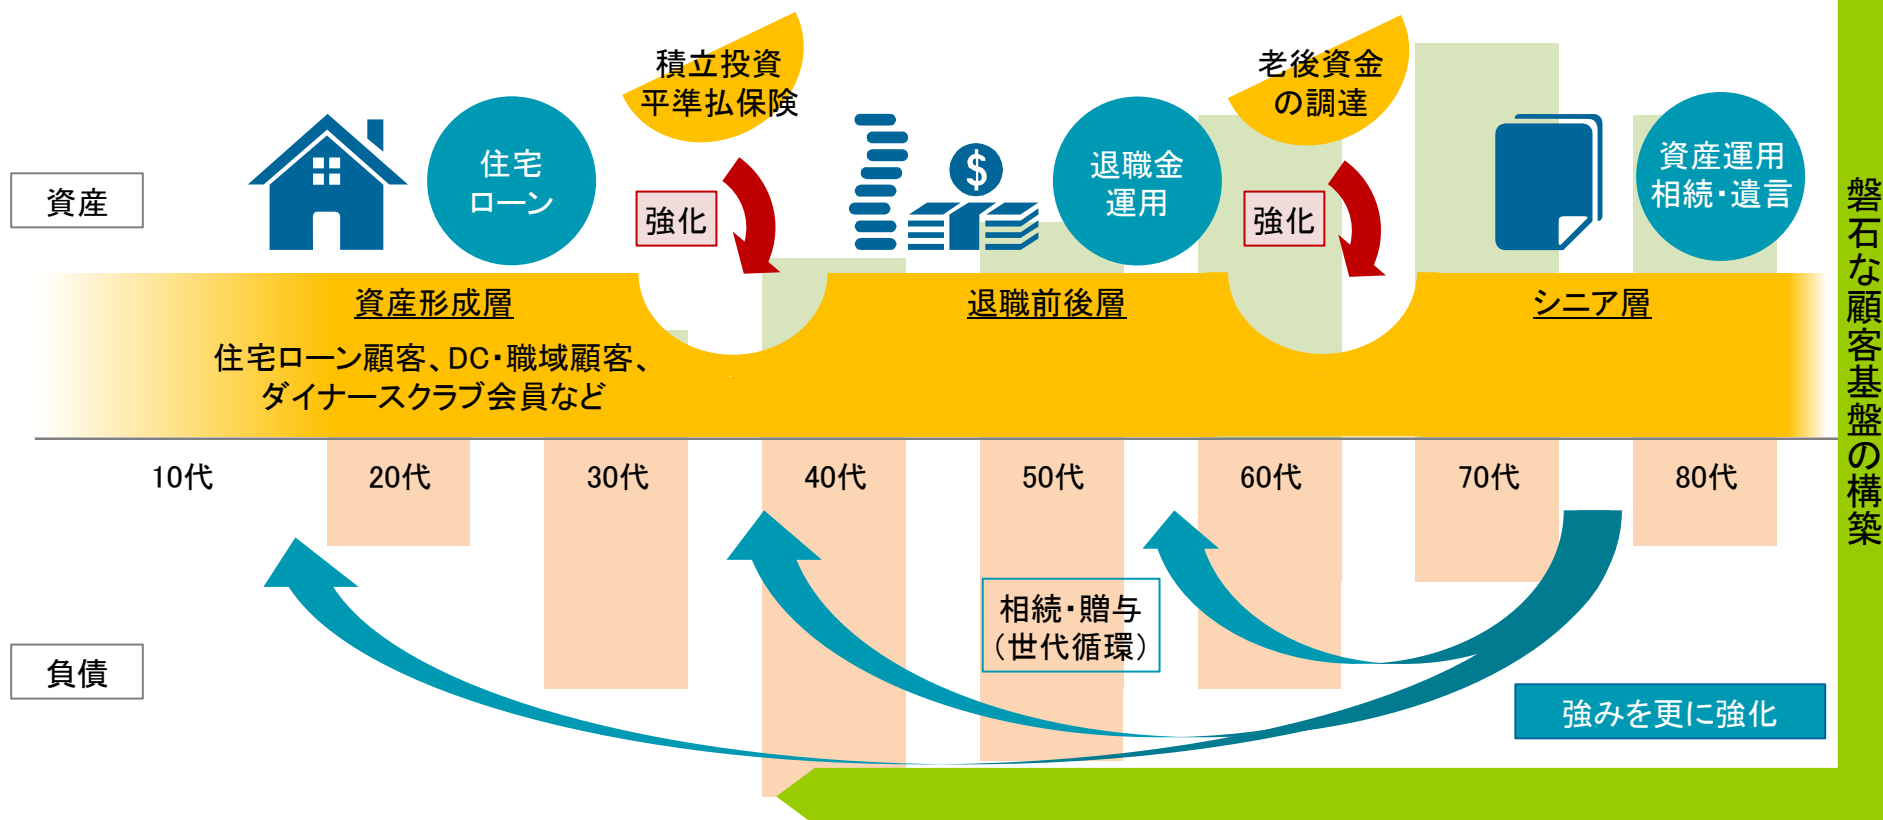 積立投資
平準払保険
老後資金
の調達
住宅
ローン
$
退職金
運用
資産運用
相続・遺言
資産
強化
強化
資産形成層
退職前後層
シニア層
住宅ローン顧客、DC・職域顧客、
ダイナースクラブ会員など
10代
20代
30代
40代
50代
60代
70代
80代
相続・贈与
（世代循環）
負債
強みを更に強化
磐石な顧客基盤の構築